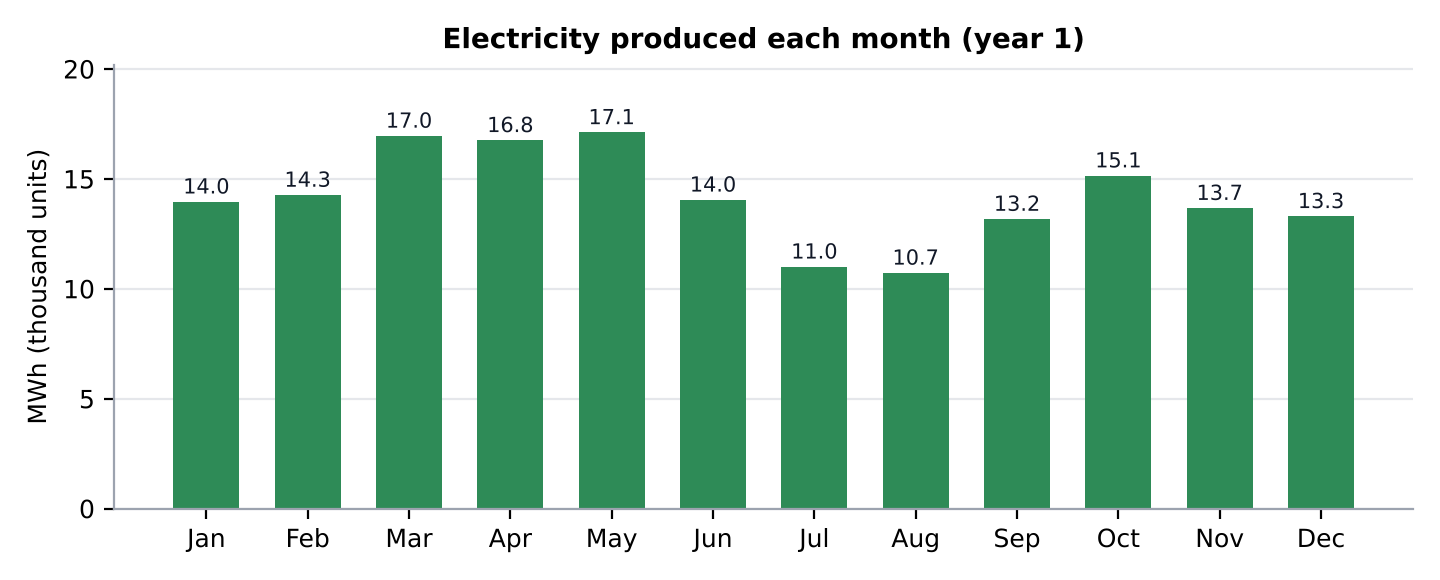 Electricity produced each month (year 1)
MWh (thousand units)
20
15
10
5
0
14.0
14.3
17.0
16.8
17.1
14.0
11.0
10.7
13.2
15.1
13.7
13.3
Jan
Feb
Mar
Apr
May
Jun
Jul
Aug
Sep
Oct
Nov
Dec